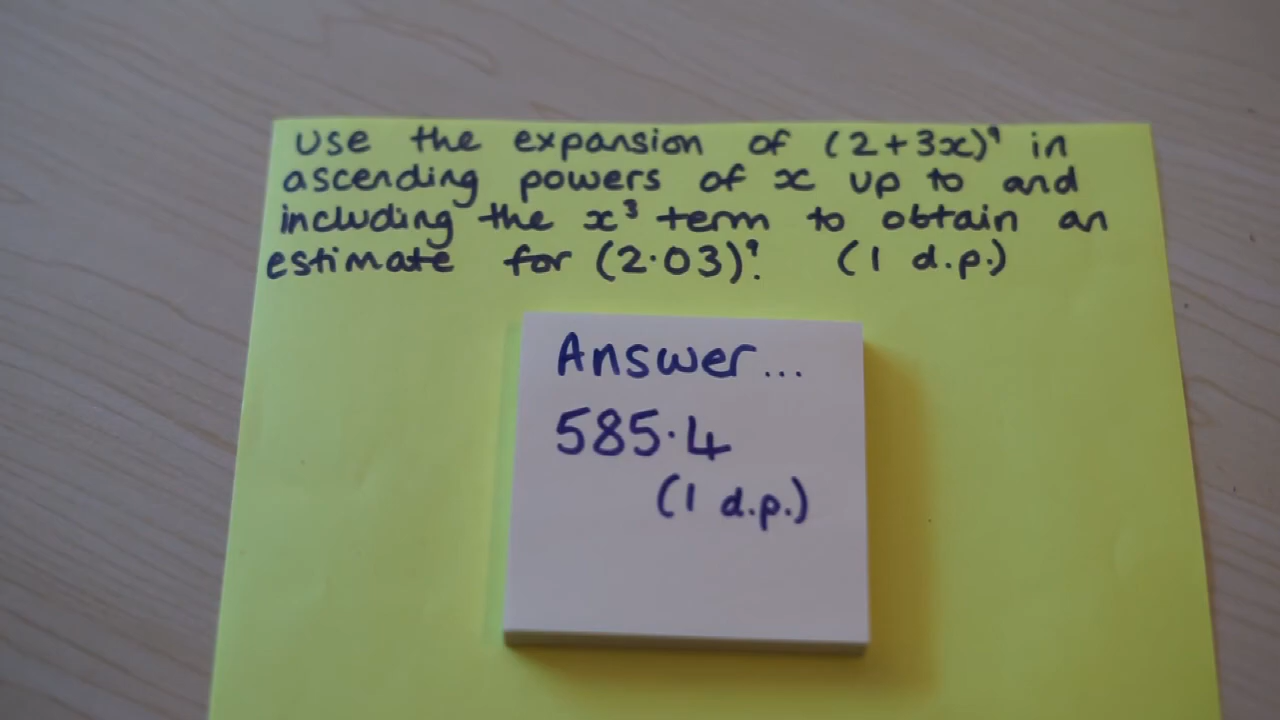 use the expansion of (2+3x)⁹ in
ascending powers of x up to and
including the x³ term to obtain an
estimate for (2·03)⁹. (1 d.p.)
Answer...
585·4
(1 d.p.)